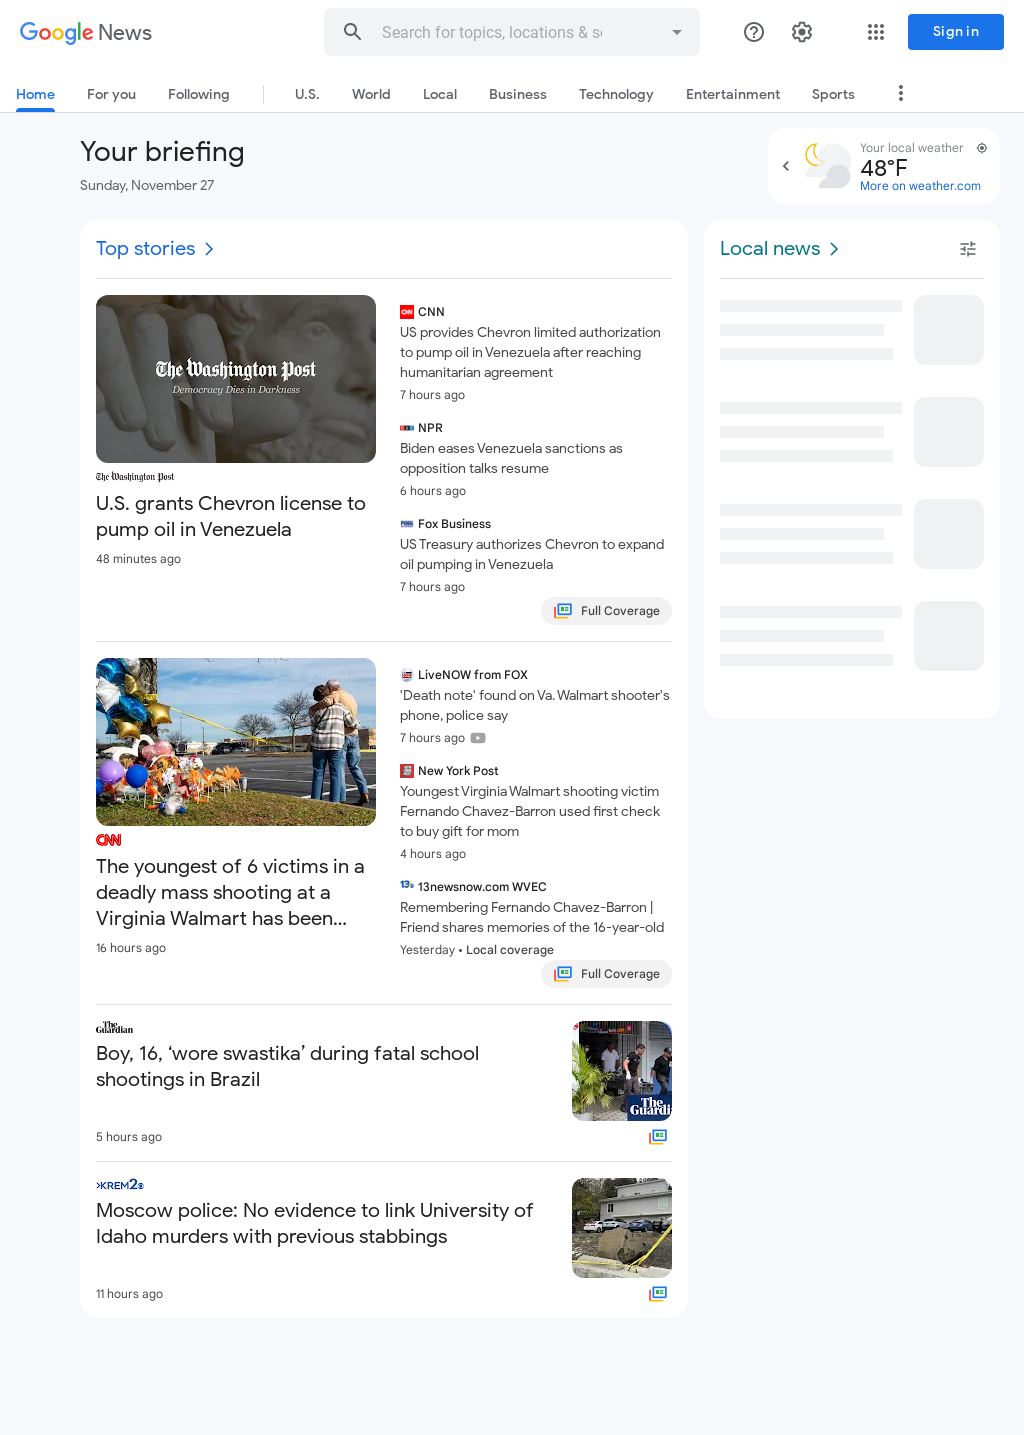 Google News
Search for topics, locations & so
Sign in
Home
For you
Following
U.S.
World
Local
Business
Technology
Entertainment
Sports
Your briefing
Sunday, November 27
Your local weather
48°F
More on weather.com
Top stories
The Washington Post
Democracy Dies in Darkness
The Washington Post
U.S. grants Chevron license to
pump oil in Venezuela
48 minutes ago
CNN
CNN
US provides Chevron limited authorization
to pump oil in Venezuela after reaching
humanitarian agreement
7 hours ago
NPR
Biden eases Venezuela sanctions as
opposition talks resume
6 hours ago
Fox Business
US Treasury authorizes Chevron to expand
oil pumping in Venezuela
7 hours ago
Full Coverage
CNN
The youngest of 6 victims in a
deadly mass shooting at a
Virginia Walmart has been...
16 hours ago
LiveNOW from FOX
'Death note' found on Va. Walmart shooter's
phone, police say
7 hours ago
New York Post
Youngest Virginia Walmart shooting victim
Fernando Chavez-Barron used first check
to buy gift for mom
4 hours ago
13newsnow.com WVEC
Remembering Fernando Chavez-Barron |
Friend shares memories of the 16-year-old
Yesterday • Local coverage
Full Coverage
The
Guardian
Boy, 16, ‘wore swastika’ during fatal school
shootings in Brazil
5 hours ago
The
Guardia
KREM2
Moscow police: No evidence to link University of
Idaho murders with previous stabbings
11 hours ago
Local news